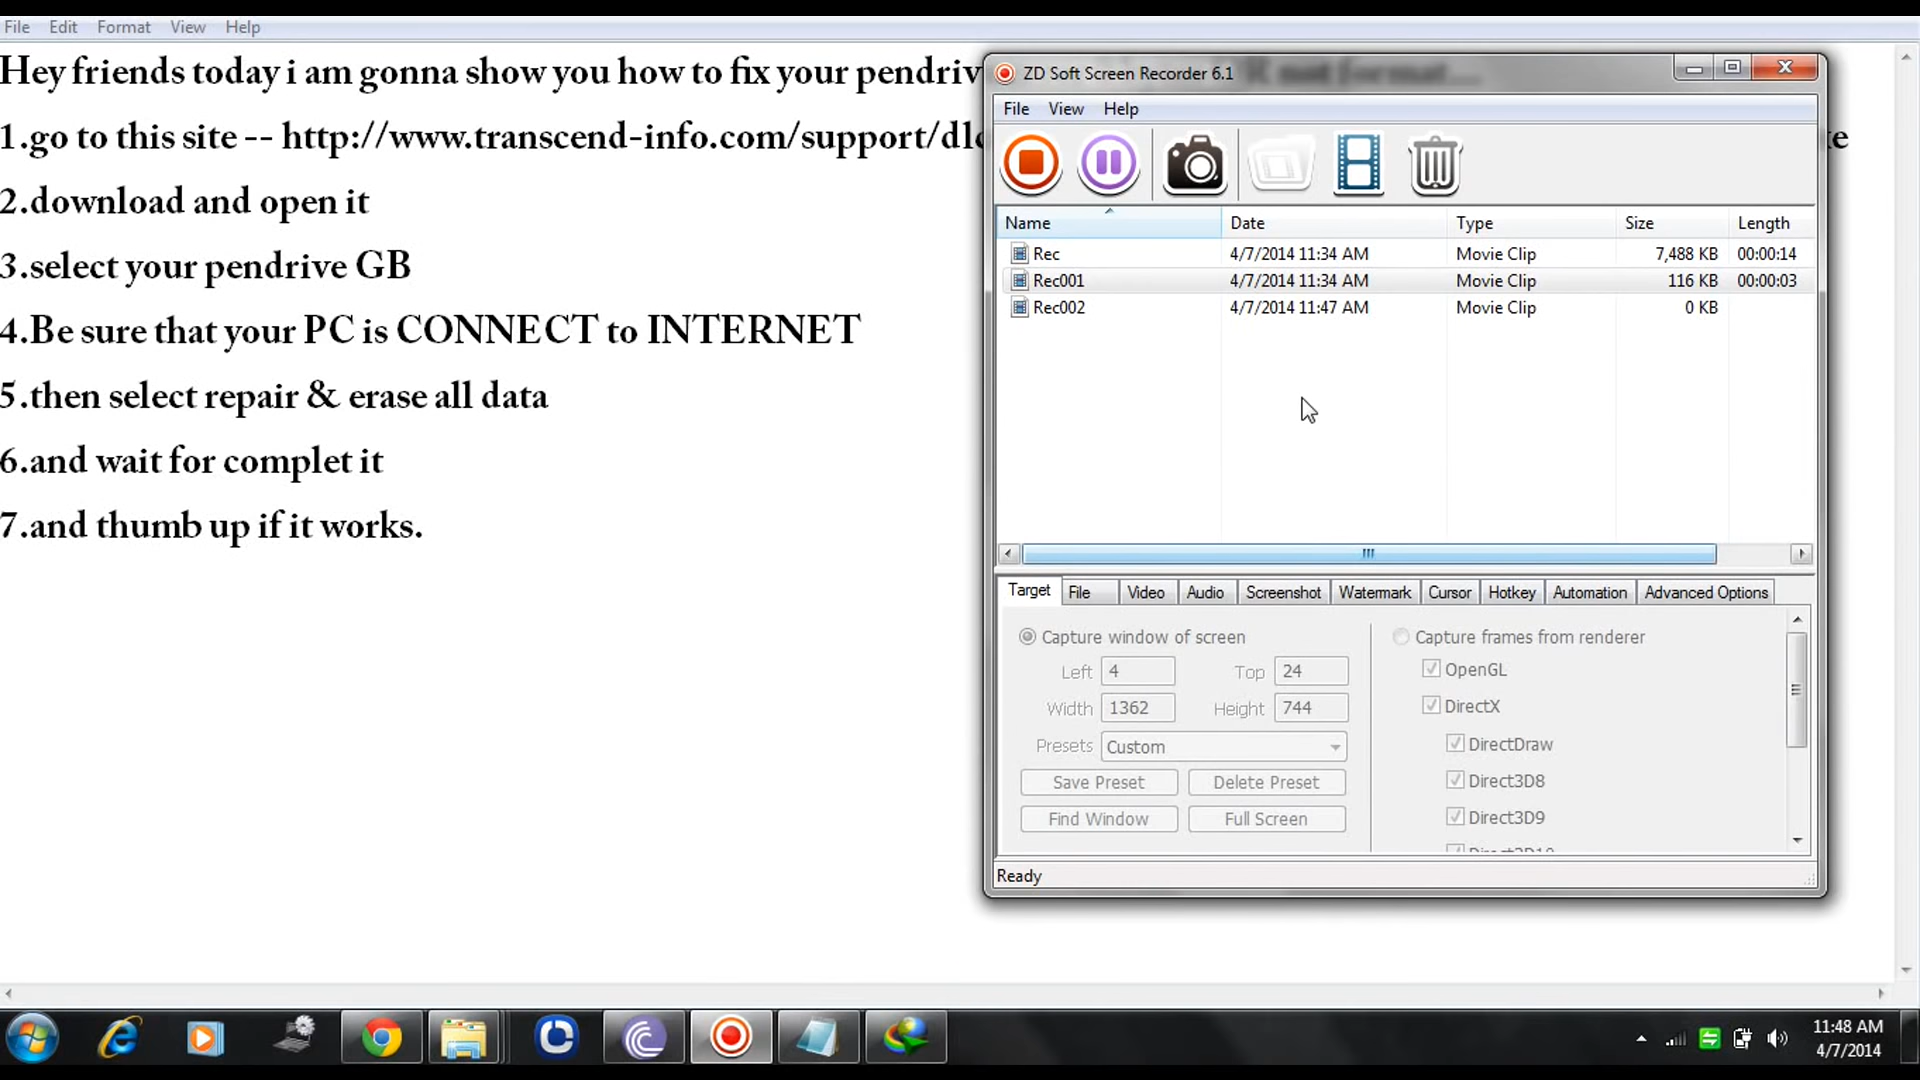 File Edit Format View Help
Hey friends today i am gonna show you how to fix your pendriv
not format....
1.go to this site -- http://www.transcend-info.com/support/dl
ke
2.download and open it
3.select your pendrive GB
4.Be sure that your PC is CONNECT to INTERNET
5.then select repair & erase all data
6.and wait for complet it
7.and thumb up if it works.
ZD Soft Screen Recorder 6.1
File View Help
Name Date Type Size Length
Rec 4/7/2014 11:34 AM Movie Clip 7,488 KB 00:00:14
Rec001 4/7/2014 11:34 AM Movie Clip 116 KB 00:00:03
Rec002 4/7/2014 11:47 AM Movie Clip 0 KB
Target File Video Audio Screenshot Watermark Cursor Hotkey Automation Advanced Options
Capture window of screen Capture frames from renderer
Left 4 Top 24 OpenGL
Width 1362 Height 744 DirectX
Presets Custom DirectDraw
Save Preset Delete Preset Direct3D8
Find Window Full Screen Direct3D9
Direct3D10
Ready
11:48 AM
4/7/2014